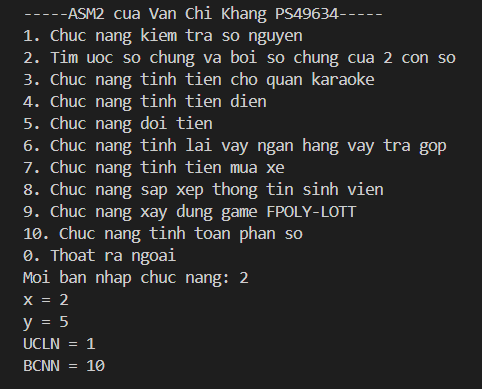 -----ASM2 cua Van Chi Khang PS49634-----
1. Chuc nang kiem tra so nguyen
2. Tim uoc so chung va boi so chung cua 2 con so
3. Chuc nang tinh tien cho quan karaoke
4. Chuc nang tinh tien dien
5. Chuc nang doi tien
6. Chuc nang tinh lai vay ngan hang vay tra gop
7. Chuc nang tinh tien mua xe
8. Chuc nang sap xep thong tin sinh vien
9. Chuc nang xay dung game FPOLY-LOTT
10. Chuc nang tinh toan phan so
0. Thoat ra ngoai
Moi ban nhap chuc nang: 2
x = 2
y = 5
UCLN = 1
BCNN = 10